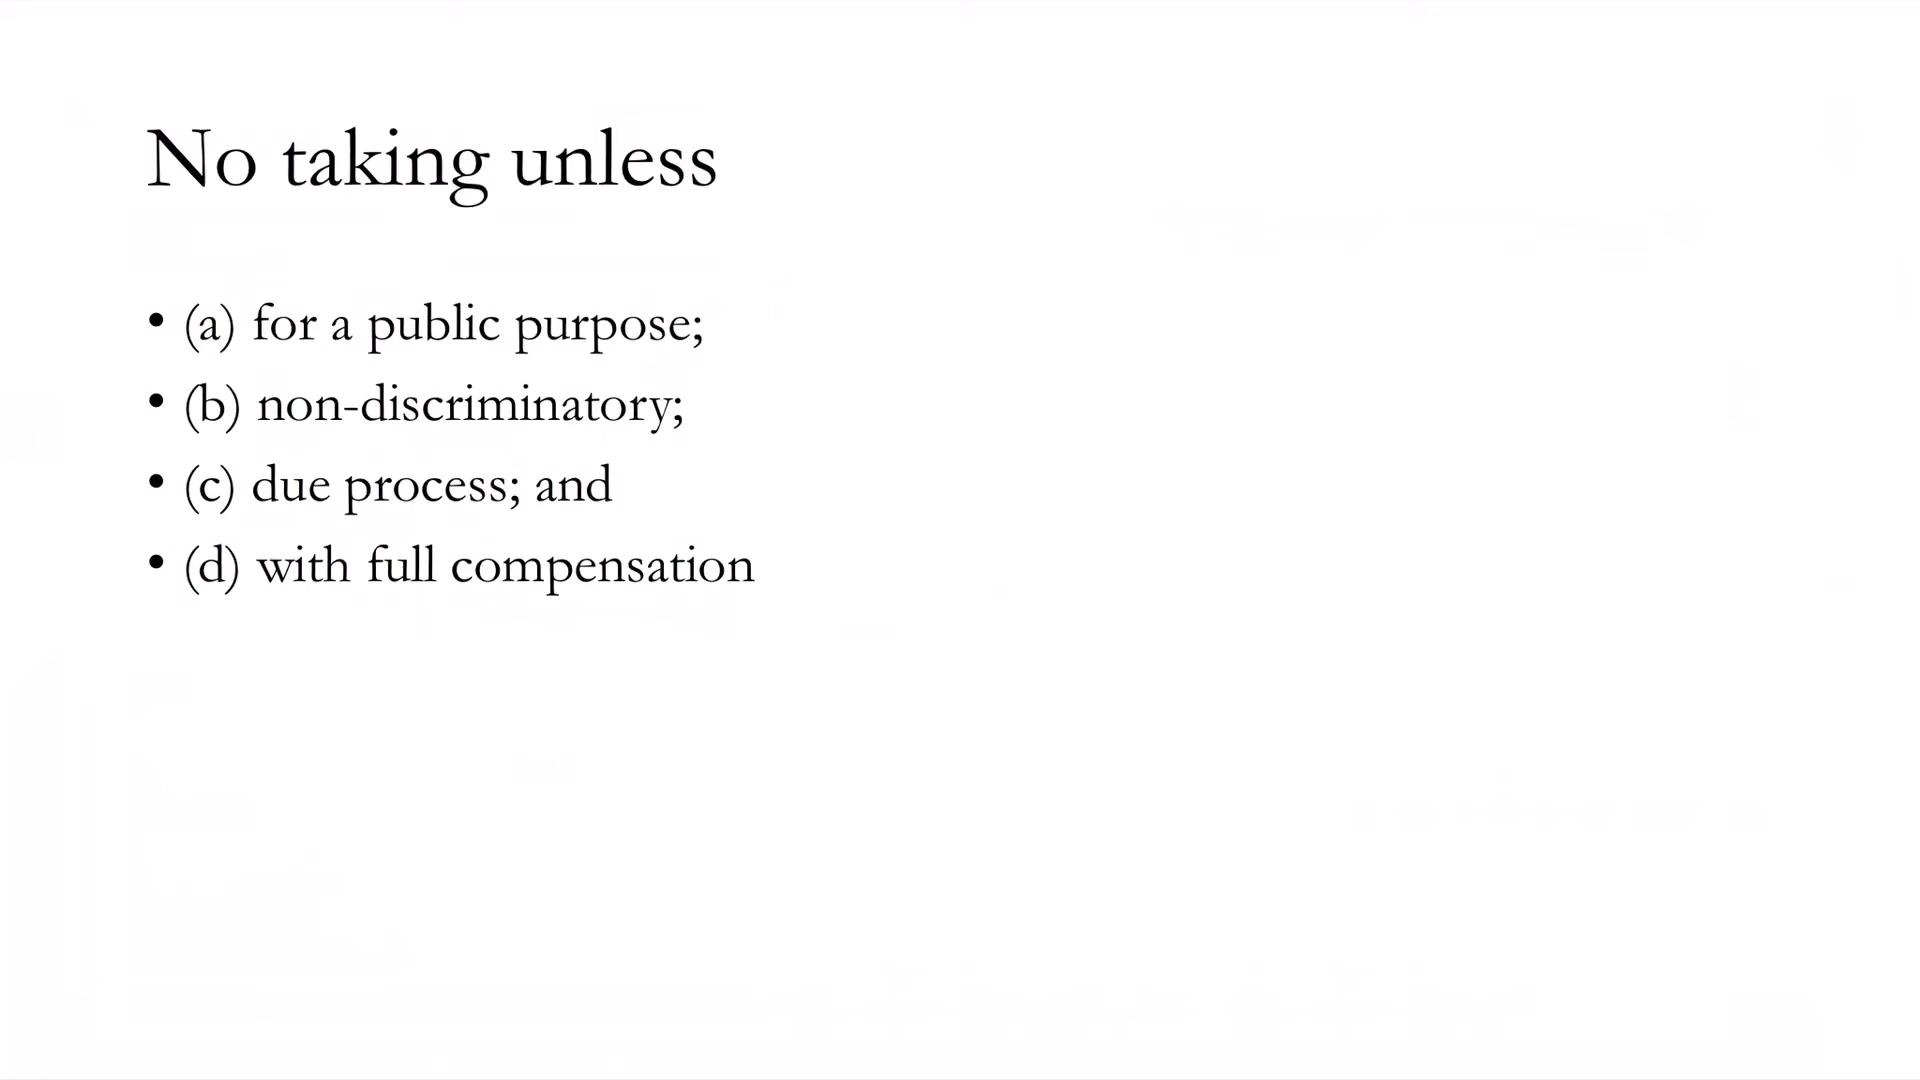 No taking unless
• (a) for a public purpose;
• (b) non-discriminatory;
• (c) due process; and
• (d) with full compensation